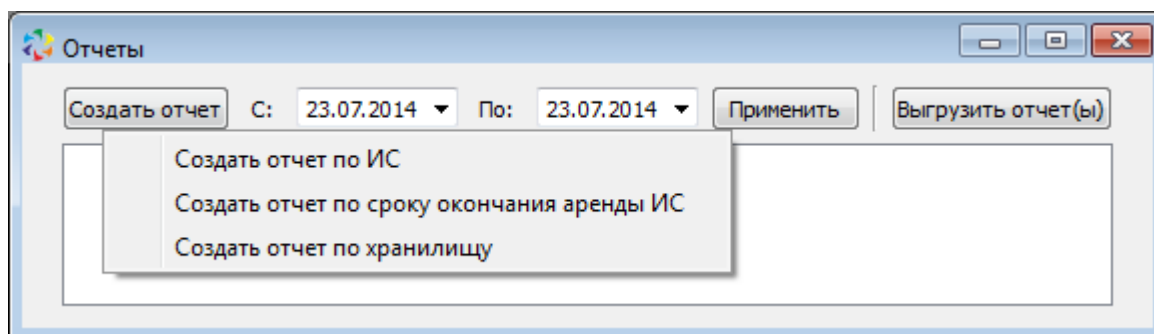 Отчеты
Создать отчет С: 23.07.2014 По: 23.07.2014 Применить Выгрузить отчет(ы)
Создать отчет по ИС
Создать отчет по сроку окончания аренды ИС
Создать отчет по хранилищу